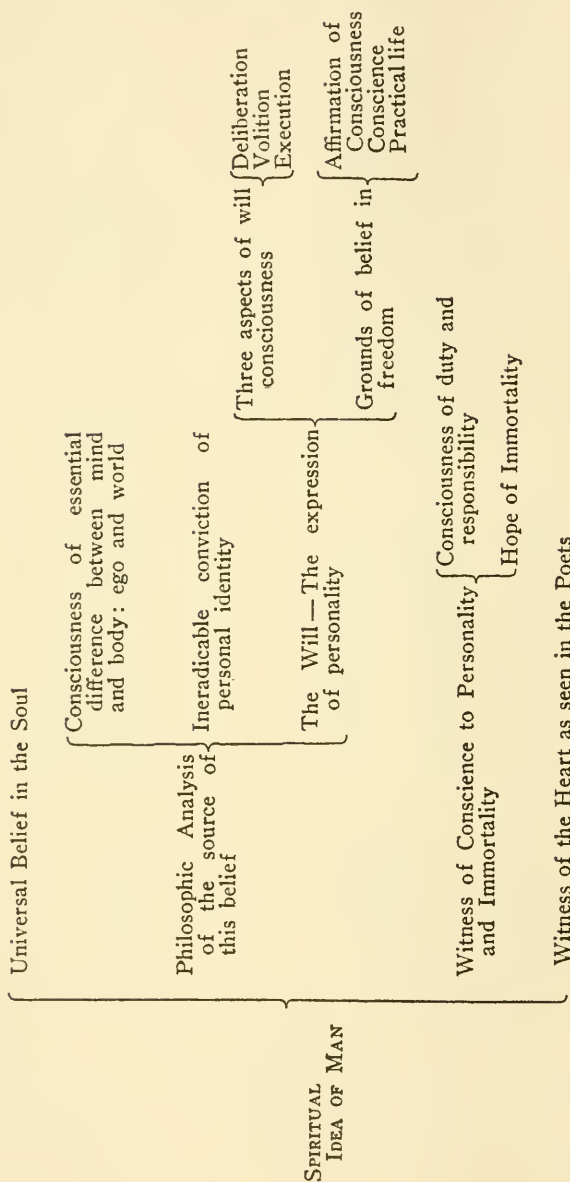 SPIRITUAL
IDEA OF MAN
Universal Belief in the Soul
Philosophic Analysis
of the source of
this belief
Consciousness of essential
difference between mind
and body: ego and world
Ineradicable conviction of
personal identity
The Will — The expression
of personality
Three aspects of will
consciousness
Deliberation
Volition
Execution
Grounds of belief in
freedom
Affirmation of
Consciousness
Conscience
Practical life
Witness of Conscience to Personality
and Immortality
Consciousness of duty and
responsibility
Hope of Immortality
Witness of the Heart as seen in the Poets